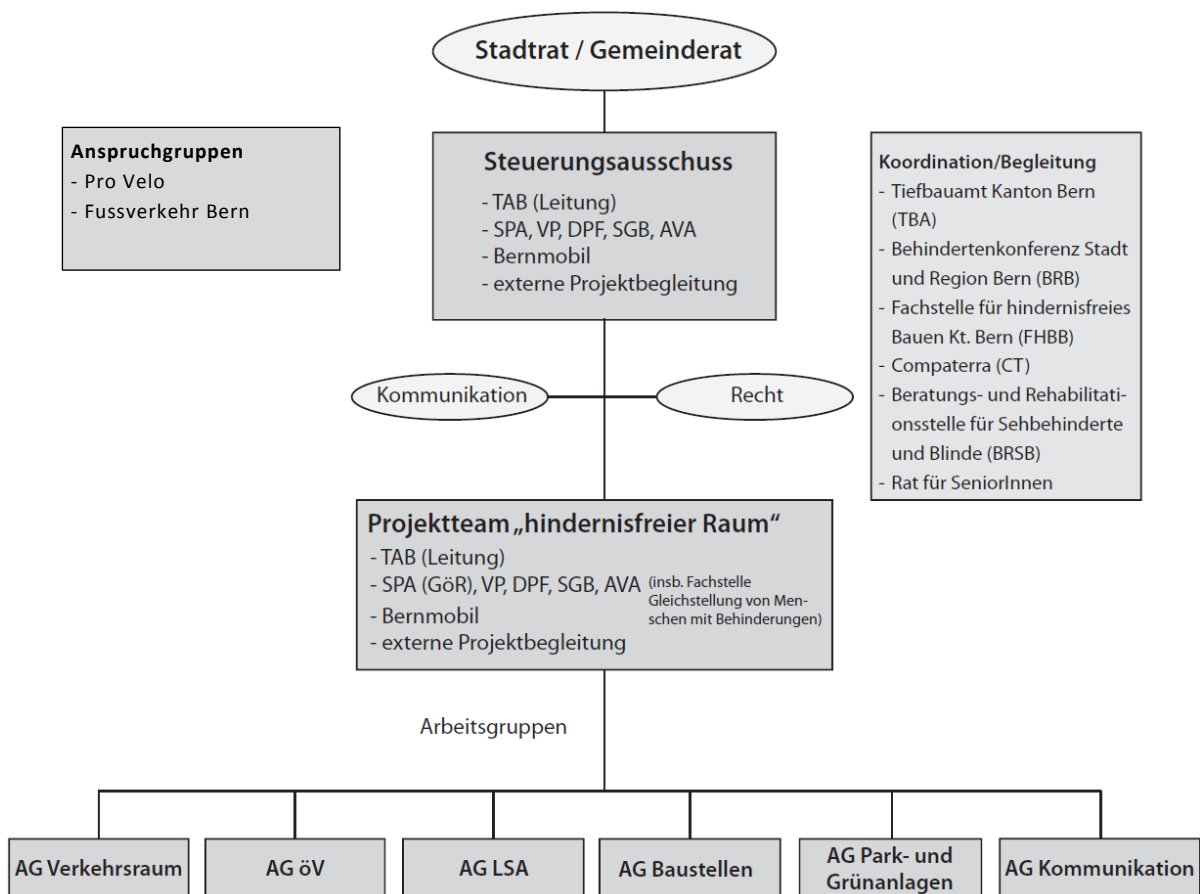 Stadtrat / Gemeinderat
Anspruchgruppen
- Pro Velo
- Fussverkehr Bern
Steuerungsausschuss
- TAB (Leitung)
- SPA, VP, DPF, SGB, AVA
- Bernmobil
- externe Projektbegleitung
Koordination/Begleitung
- Tiefbauamt Kanton Bern
(TBA)
- Behindertenkonferenz Stadt
und Region Bern (BRB)
- Fachstelle für hindernisfreies
Bauen Kt. Bern (FHBB)
- Compaterra (CT)
- Beratungs- und Rehabilitati-
onsstelle für Sehbehinderte
und Blinde (BRSB)
- Rat für SeniorInnen
Kommunikation
Recht
Projektteam „hindernisfreier Raum“
- TAB (Leitung)
- SPA (GöR), VP, DPF, SGB, AVA
(insb. Fachstelle
Gleichstellung von Men-
schen mit Behinderungen)
- Bernmobil
- externe Projektbegleitung
Arbeitsgruppen
AG Verkehrsraum
AG öV
AG LSA
AG Baustellen
AG Park- und
Grünanlagen
AG Kommunikation